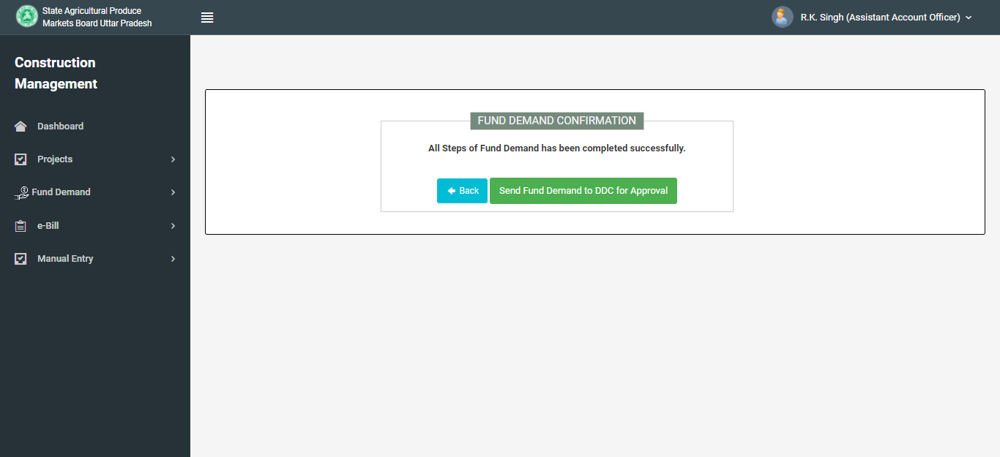 State Agricultural Produce
Markets Board Uttar Pradesh
R.K. Singh (Assistant Account Officer)
Construction
Management
Dashboard
Projects
Fund Demand
e-Bill
Manual Entry
FUND DEMAND CONFIRMATION
All Steps of Fund Demand has been completed successfully.
Back
Send Fund Demand to DDC for Approval